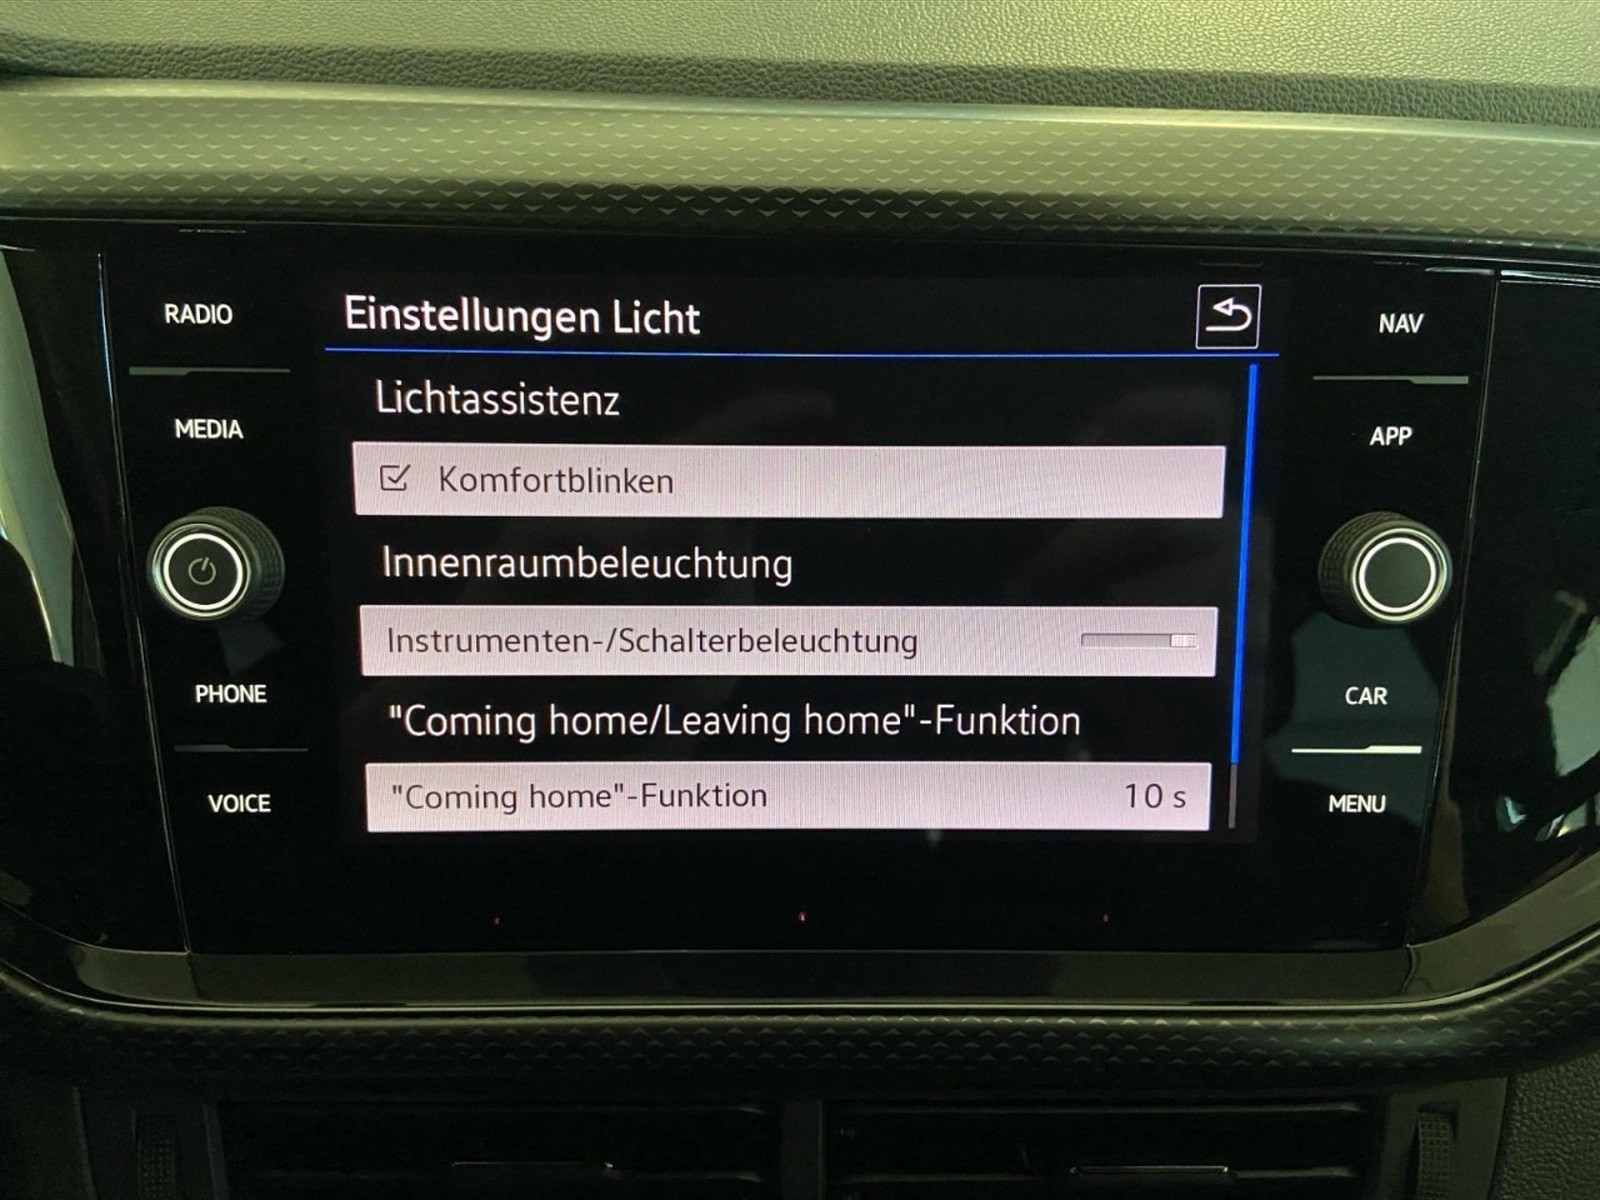 Einstellungen Licht
Lichtassistenz
Komfortblinken
Innenraumbeleuchtung
Instrumenten-/Schalterbeleuchtung
"Coming home/Leaving home"-Funktion
"Coming home"-Funktion 10 s
RADIO
MEDIA
PHONE
VOICE
NAV
APP
CAR
MENU